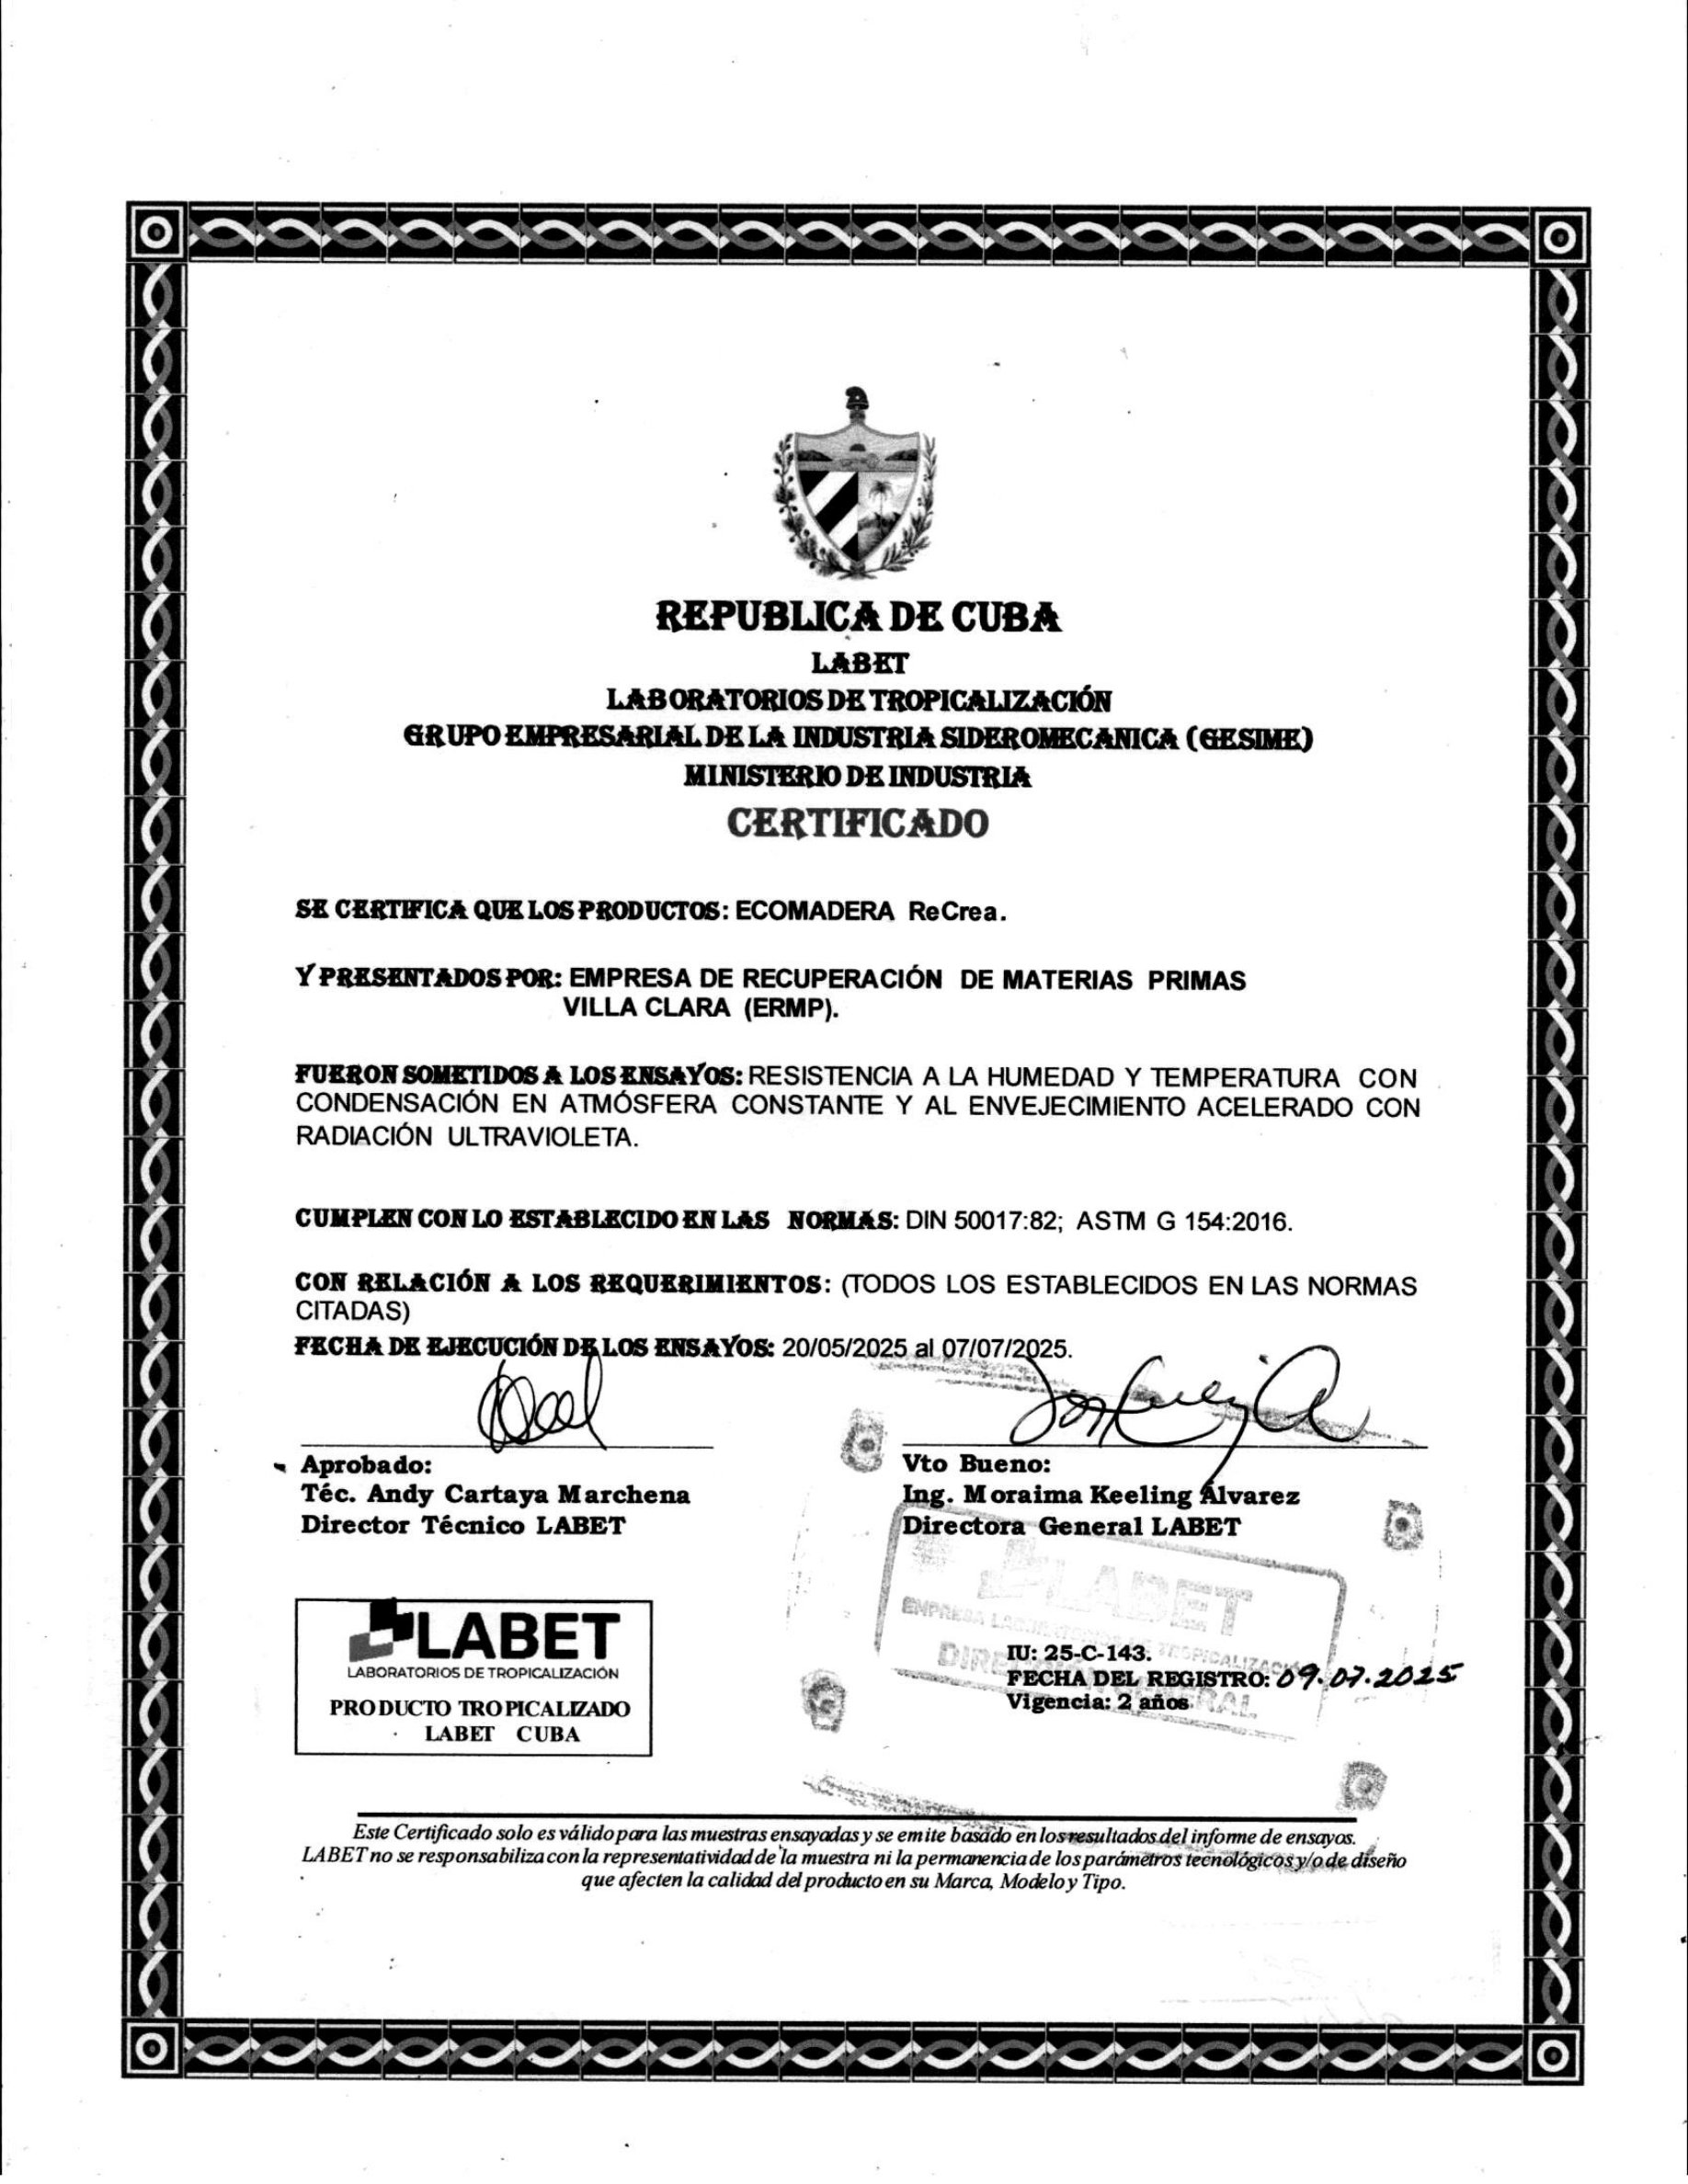 REPUBLICA DE CUBA
LABET
LABORATORIOS DE TROPICALIZACIÓN
GRUPO EMPRESARIAL DE LA INDUSTRIA SIDEROMECANICA (GESIME)
MINISTERIO DE INDUSTRIA
CERTIFICADO
SE CERTIFICA QUE LOS PRODUCTOS: ECOMADERA ReCrea.
Y PRESENTADOS POR: EMPRESA DE RECUPERACIÓN DE MATERIAS PRIMAS
VILLA CLARA (ERMP).
FUERON SOMETIDOS A LOS ENSAYOS: RESISTENCIA A LA HUMEDAD Y TEMPERATURA CON
CONDENSACIÓN EN ATMÓSFERA CONSTANTE Y AL ENVEJECIMIENTO ACELERADO CON
RADIACIÓN ULTRAVIOLETA.
CUMPLEN CON LO ESTABLECIDO EN LAS NORMAS: DIN 50017:82; ASTM G 154:2016.
CON RELACIÓN A LOS REQUERIMIENTOS: (TODOS LOS ESTABLECIDOS EN LAS NORMAS
CITADAS)
FECHA DE EJECUCIÓN DE LOS ENSAYOS: 20/05/2025 al 07/07/2025.
Aprobado:
Téc. Andy Cartaya Marchena
Director Técnico LABET
Vto Bueno:
Ing. Moraima Keeling Álvarez
Directora General LABET
LABET
LABORATORIOS DE TROPICALIZACIÓN
PRODUCTO TROPICALIZADO
LABET CUBA
LABET
EMPRESA LABORATORIOS DE TROPICALIZACIÓN
DIRECCIÓN GENERAL
IU: 25-C-143.
FECHA DEL REGISTRO: 09.07.2025
Vigencia: 2 años
Este Certificado solo es válido para las muestras ensayadas y se emite basado en los resultados del informe de ensayos.
LABET no se responsabiliza con la representatividad de la muestra ni la permanencia de los parámetros tecnológicos y/o de diseño
que afecten la calidad del producto en su Marca, Modelo y Tipo.